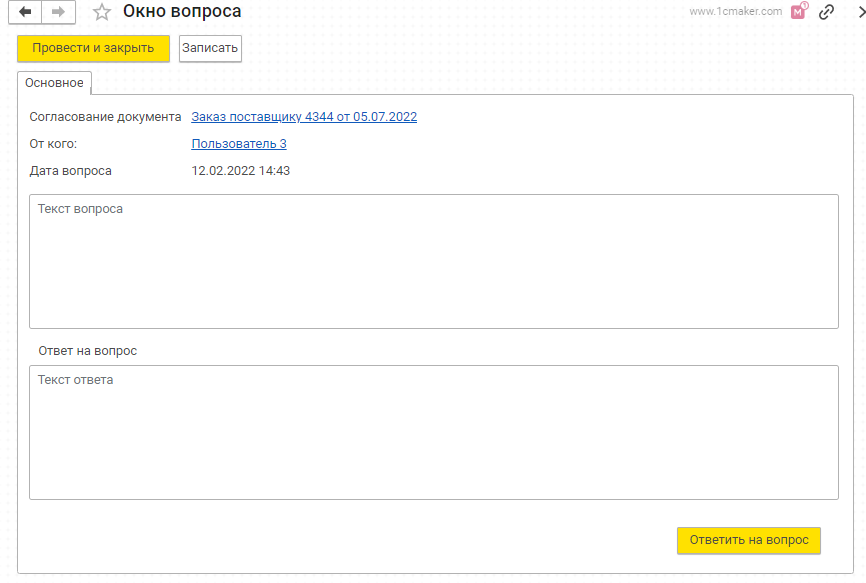 Окно вопроса
www.1cmaker.com M 3
Провести и закрыть Записать
Основное
Согласование документа Заказ поставщику 4344 от 05.07.2022
От кого: Пользователь 3
Дата вопроса 12.02.2022 14:43
Текст вопроса
Ответ на вопрос
Текст ответа
Ответить на вопрос